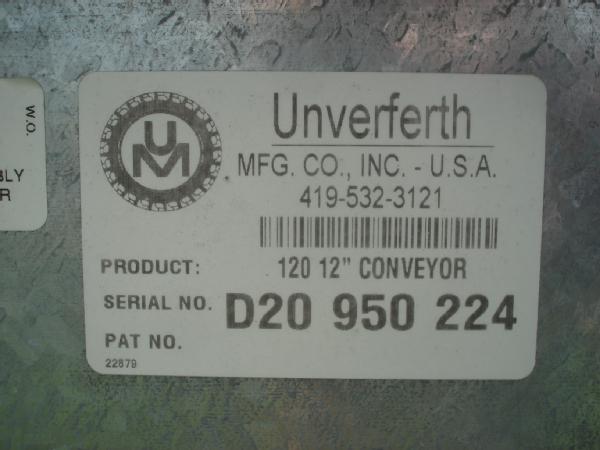 W.O.
BLY
R
UM
Unverferth
MFG. CO., INC. - U.S.A.
419-532-3121
PRODUCT: 120 12" CONVEYOR
SERIAL NO. D20 950 224
PAT NO.
22879